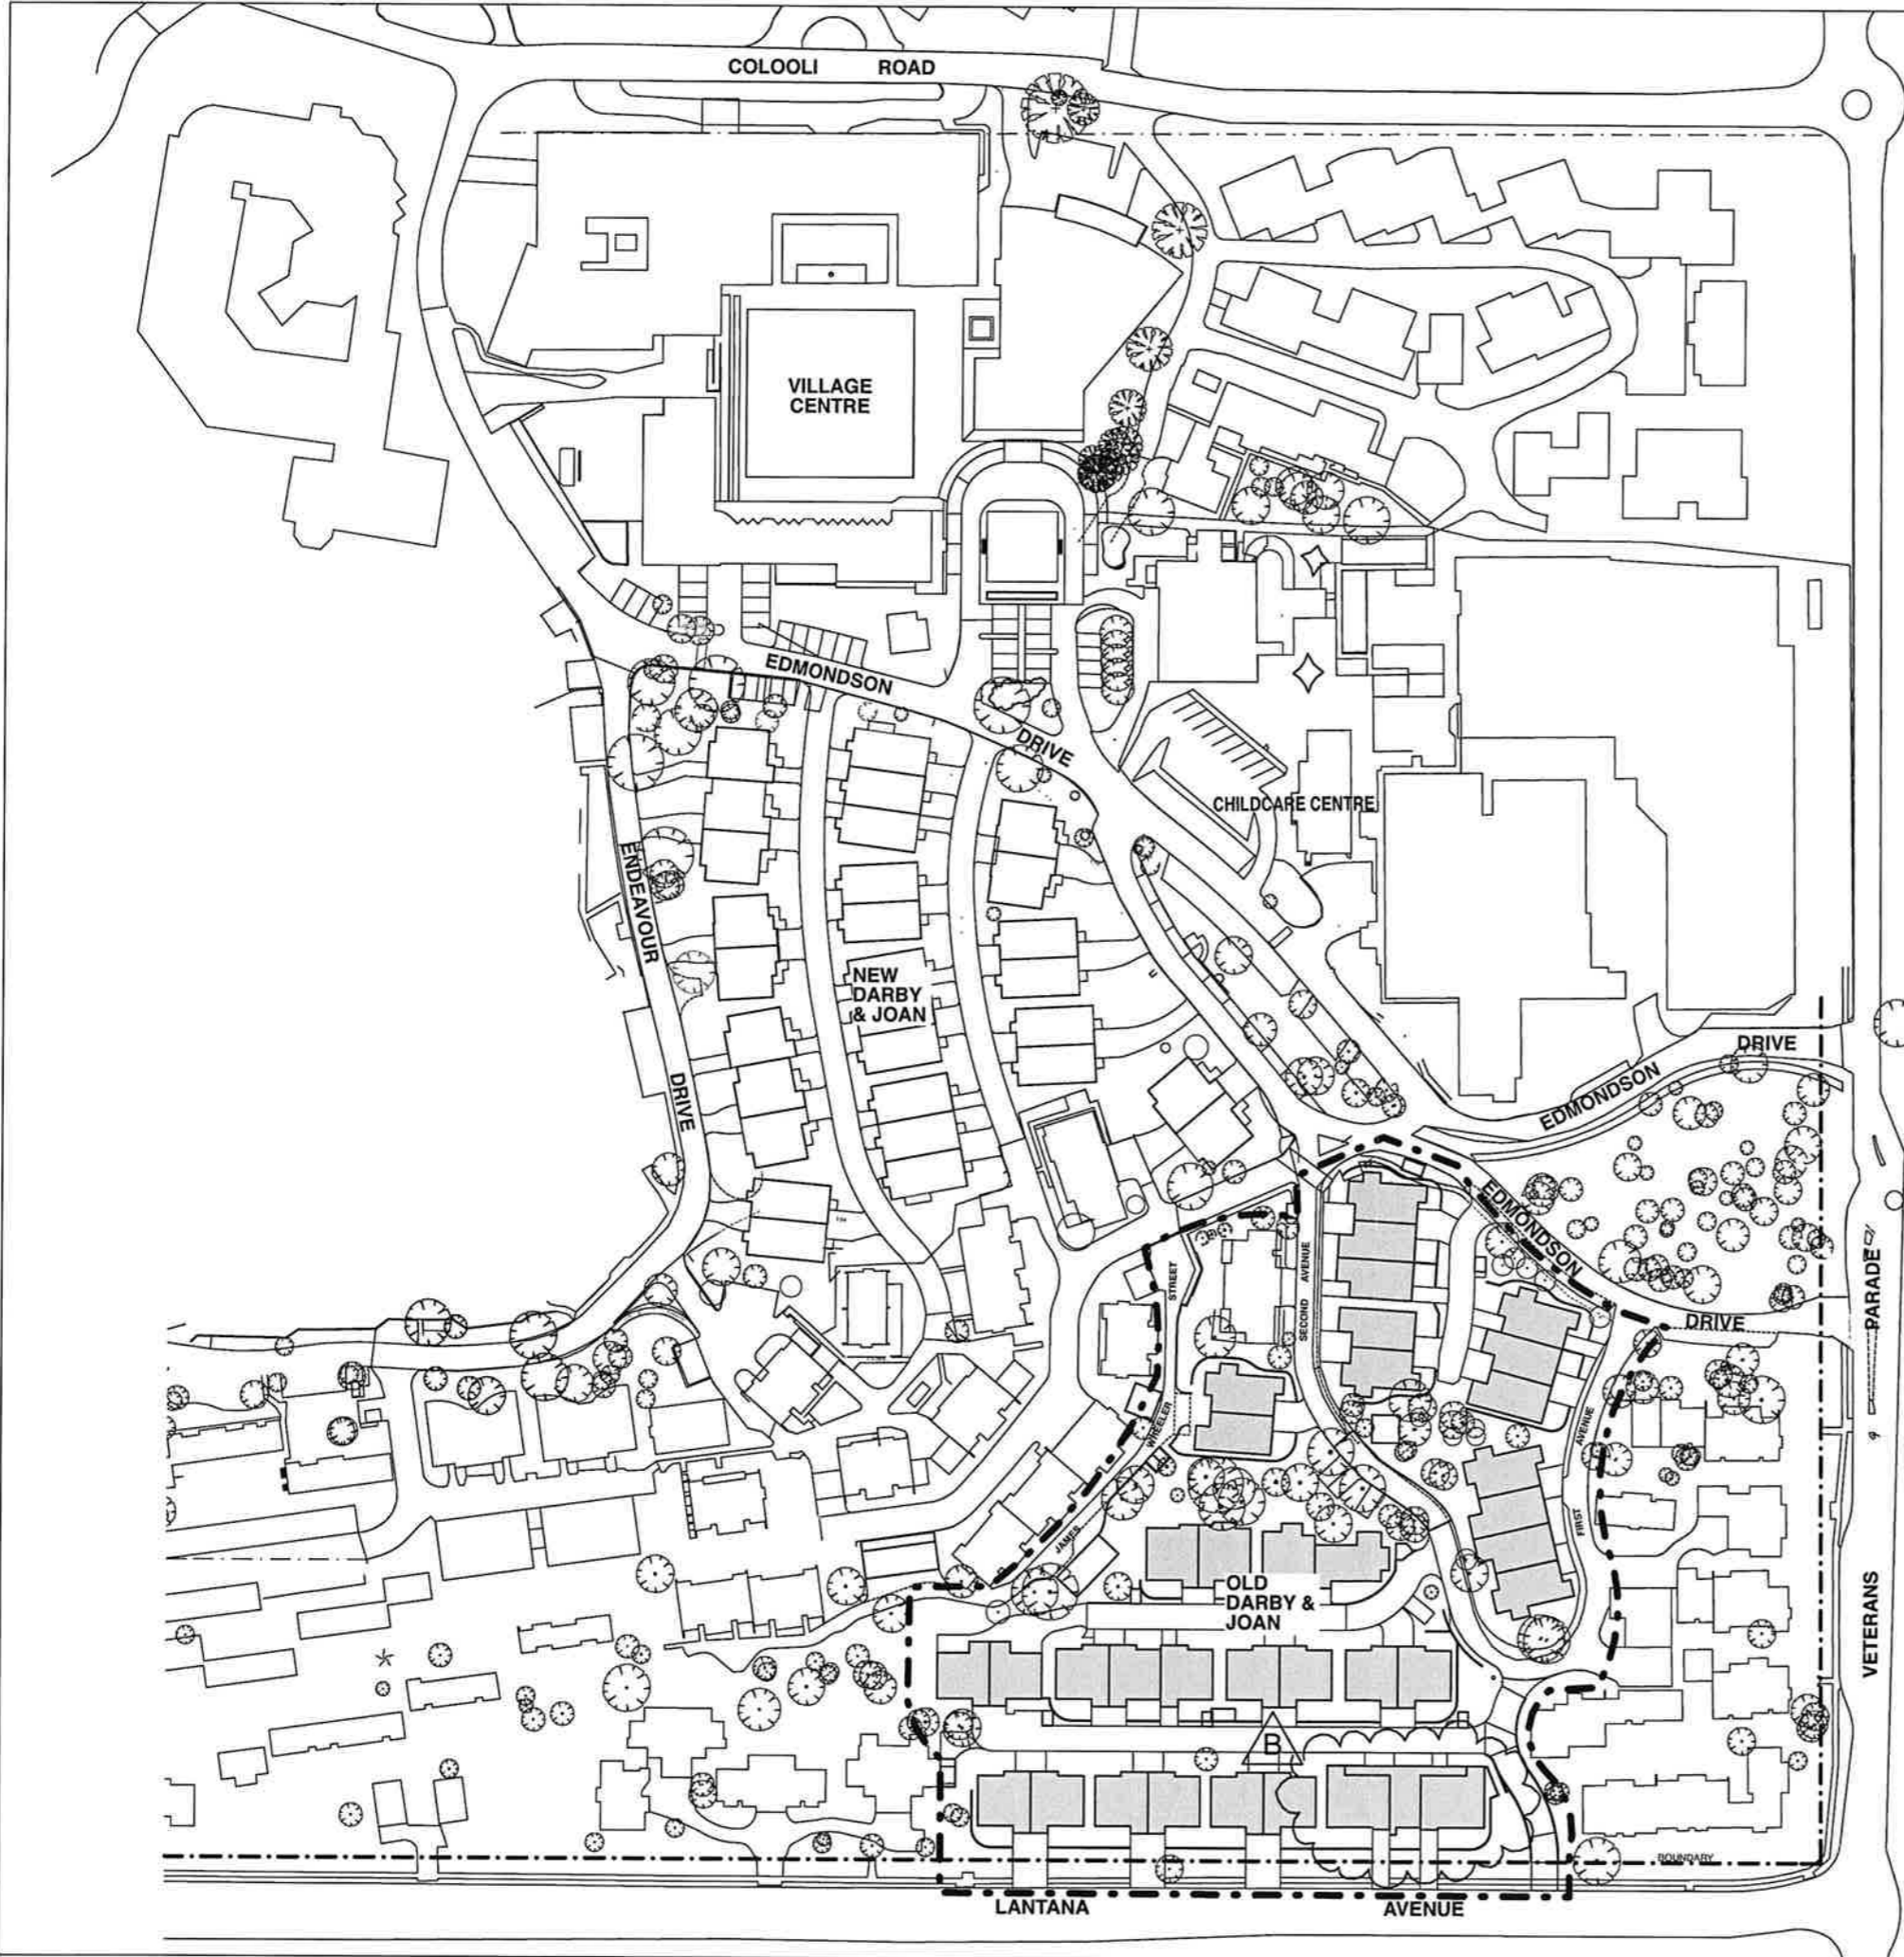 COLOOLI ROAD
VILLAGE
CENTRE
EDMONDSON
DRIVE
CHILDCARE CENTRE
ENDEAVOUR
DRIVE
NEW
DARBY
& JOAN
EDMONDSON
DRIVE
EDMONDSON
DRIVE
SECOND AVENUE
JAMES
WHEELER
STREET
FIRST
AVENUE
PARADE
VETERANS
OLD
DARBY &
JOAN
B
BOUNDARY
LANTANA AVENUE